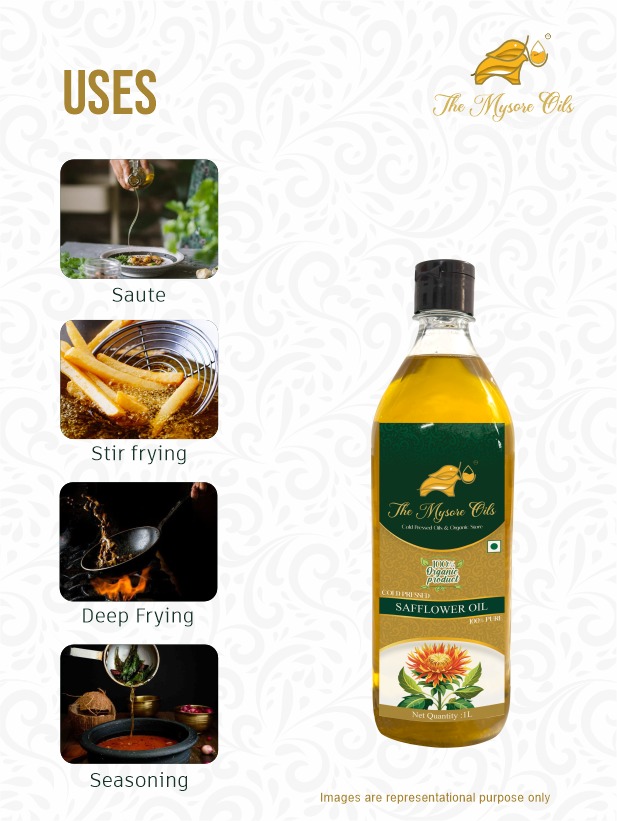 USES
The Mysore Oils
Saute
Stir frying
Deep Frying
Seasoning
The Mysore Oils
Cold Pressed Oils & Organic Store
100%
Organic
product
COLD PRESSED
SAFFLOWER OIL
100% PURE
Net Quantity :1L
Images are representational purpose only